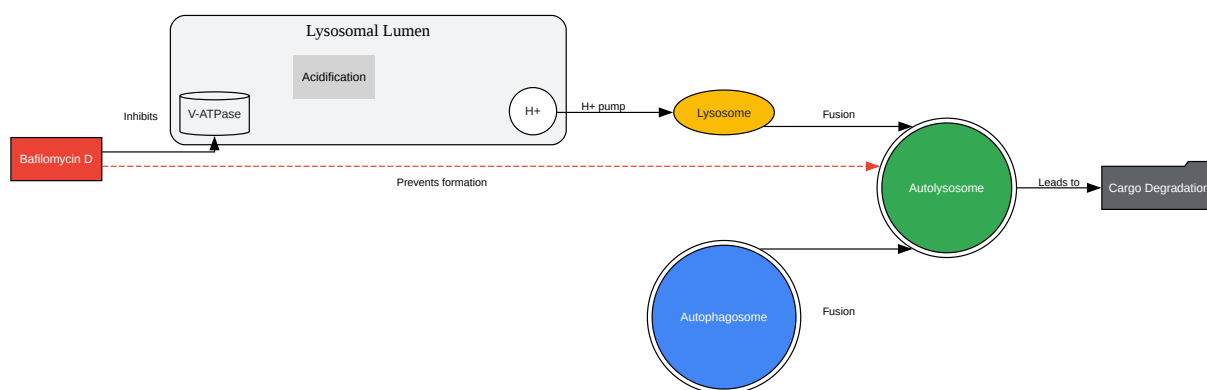 Lysosomal Lumen
Acidification
V-ATPase
H+
H+ pump
Lysosome
Fusion
Inhibits
Bafilomycin D
Prevents formation
Autolysosome
Leads to
Cargo Degradation
Autophagosome
Fusion